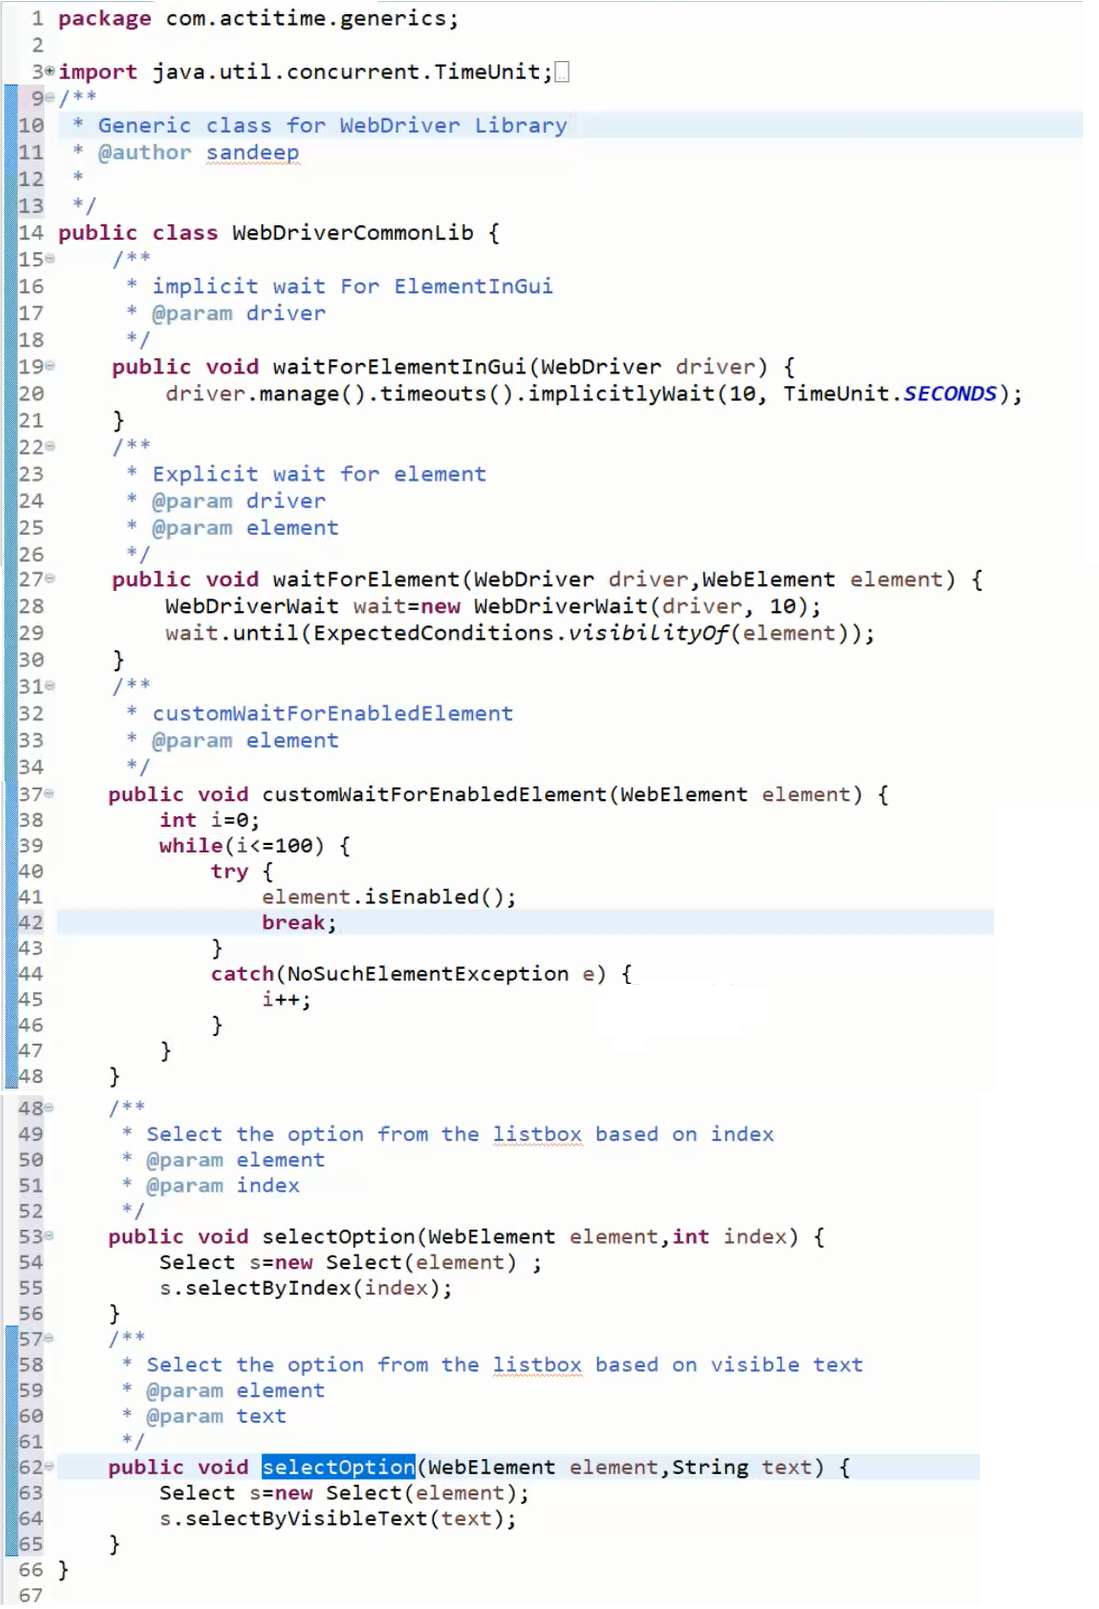 1 package com.actitime.generics;
2
3 import java.util.concurrent.TimeUnit;
9 /**
10 * Generic class for WebDriver Library
11 * @author sandeep
12 *
13 */
14 public class WebDriverCommonLib {
15 /**
16 * implicit wait For ElementInGui
17 * @param driver
18 */
19 public void waitForElementInGui(WebDriver driver) {
20 driver.manage().timeouts().implicitlyWait(10, TimeUnit.SECONDS);
21 }
22 /**
23 * Explicit wait for element
24 * @param driver
25 * @param element
26 */
27 public void waitForElement(WebDriver driver,WebElement element) {
28 WebDriverWait wait=new WebDriverWait(driver, 10);
29 wait.until(ExpectedConditions.visibilityOf(element));
30 }
31 /**
32 * customWaitForEnabledElement
33 * @param element
34 */
37 public void customWaitForEnabledElement(WebElement element) {
38 int i=0;
39 while(i<=100) {
40 try {
41 element.isEnabled();
42 break;
43 }
44 catch(NoSuchElementException e) {
45 i++;
46 }
47 }
48 }
48 /**
49 * Select the option from the listbox based on index
50 * @param element
51 * @param index
52 */
53 public void selectOption(WebElement element,int index) {
54 Select s=new Select(element) ;
55 s.selectByIndex(index);
56 }
57 /**
58 * Select the option from the listbox based on visible text
59 * @param element
60 * @param text
61 */
62 public void selectOption(WebElement element,String text) {
63 Select s=new Select(element);
64 s.selectByVisibleText(text);
65 }
66 }
67